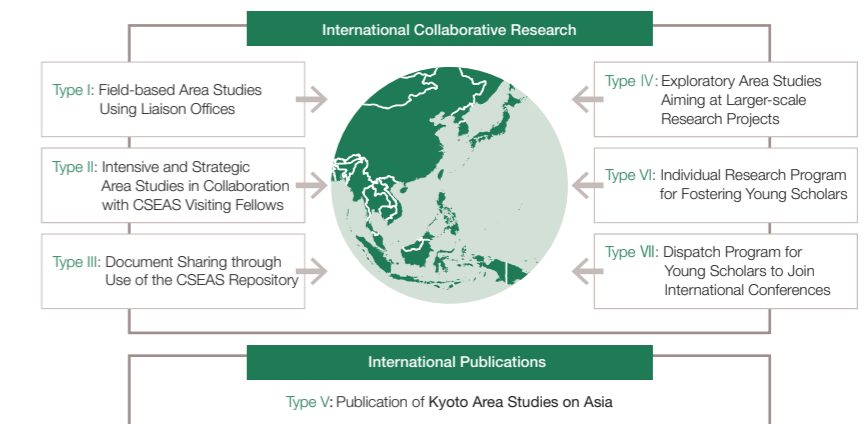 International Collaborative Research
Type I: Field-based Area Studies
Using Liaison Offices
Type II: Intensive and Strategic
Area Studies in Collaboration
with CSEAS Visiting Fellows
Type III: Document Sharing through
Use of the CSEAS Repository
Type IV: Exploratory Area Studies
Aiming at Larger-scale
Research Projects
Type VI: Individual Research Program
for Fostering Young Scholars
Type VII: Dispatch Program for
Young Scholars to Join
International Conferences
International Publications
Type V: Publication of Kyoto Area Studies on Asia